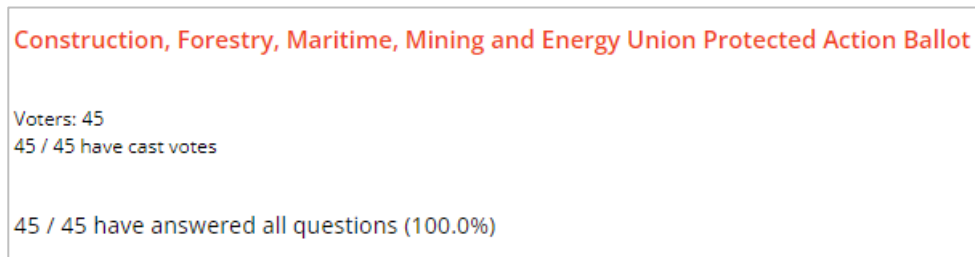 Construction, Forestry, Maritime, Mining and Energy Union Protected Action Ballot
Voters: 45
45 / 45 have cast votes
45 / 45 have answered all questions (100.0%)